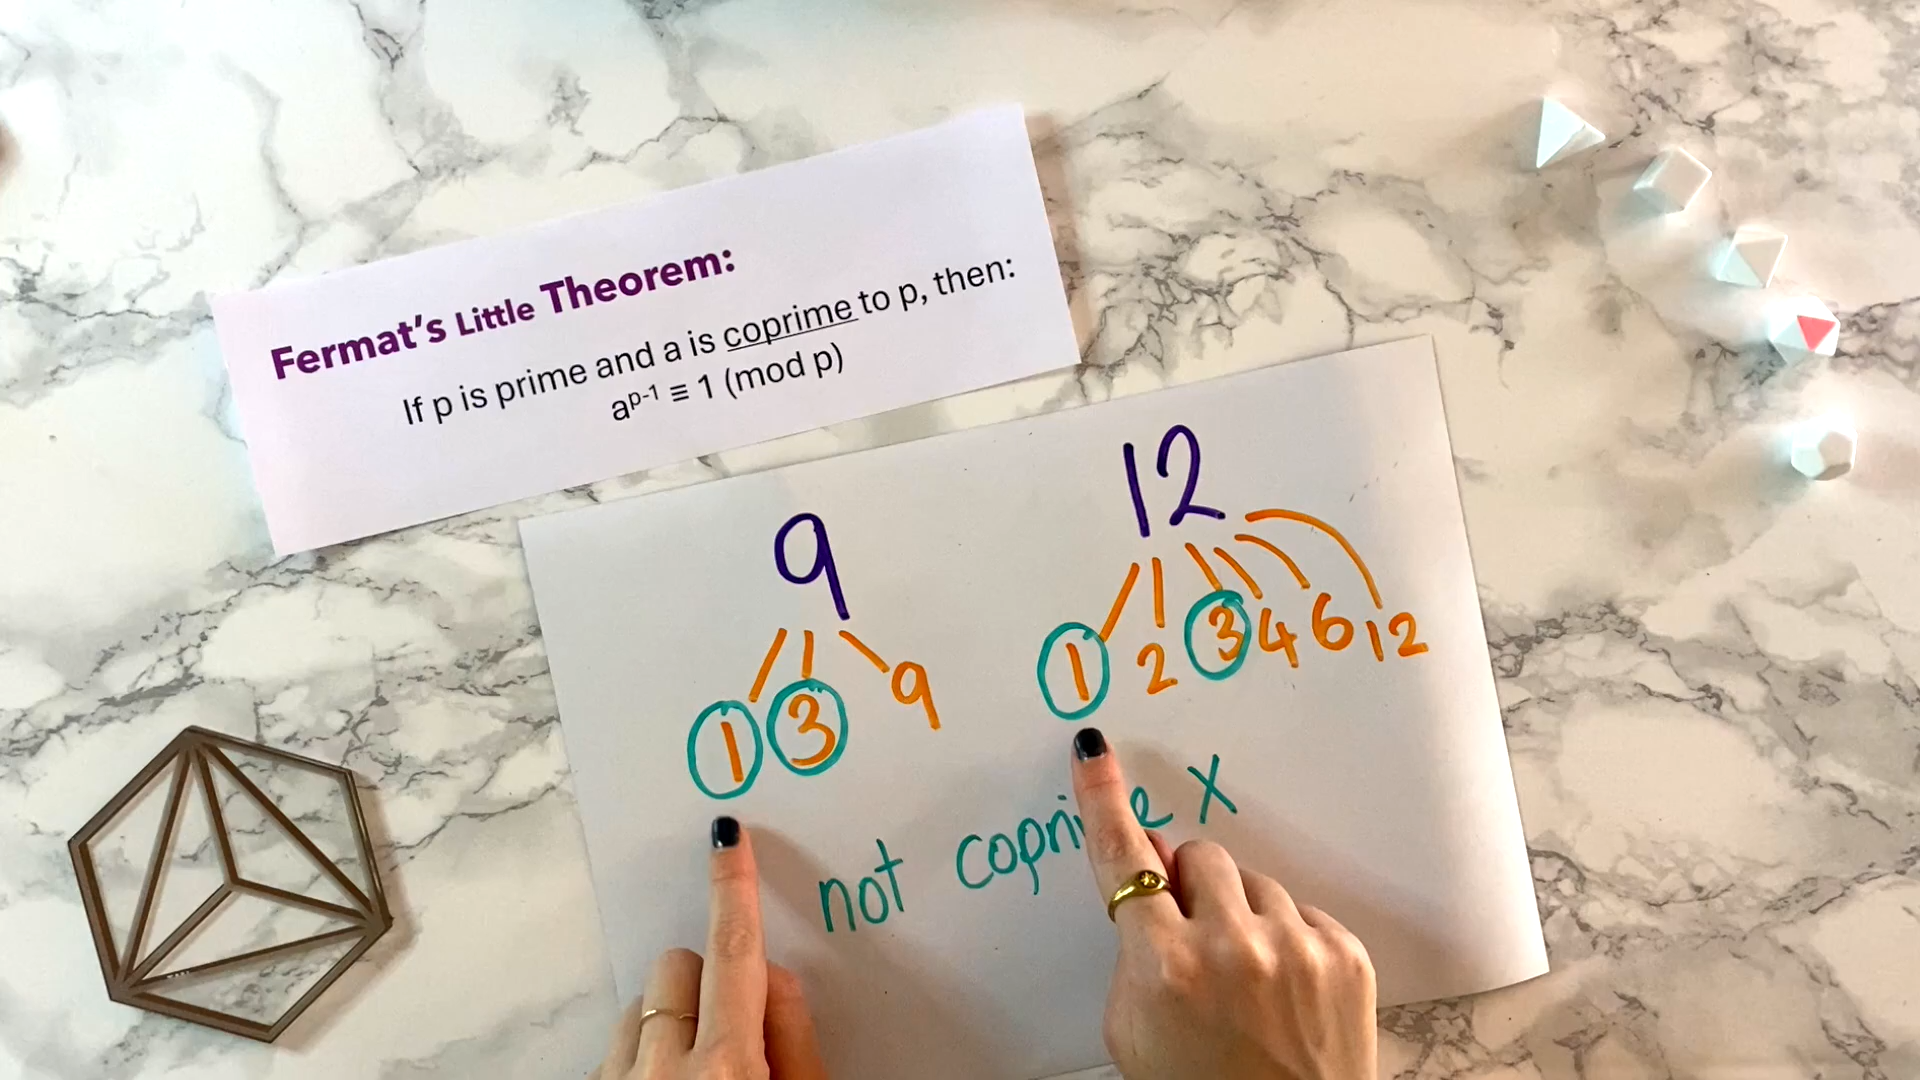 Fermat's Little Theorem:
If p is prime and a is coprime to p, then:
a^{p-1} ≡ 1 (mod p)
9
1 3 9
12
1 2 3 4 6 12
not X